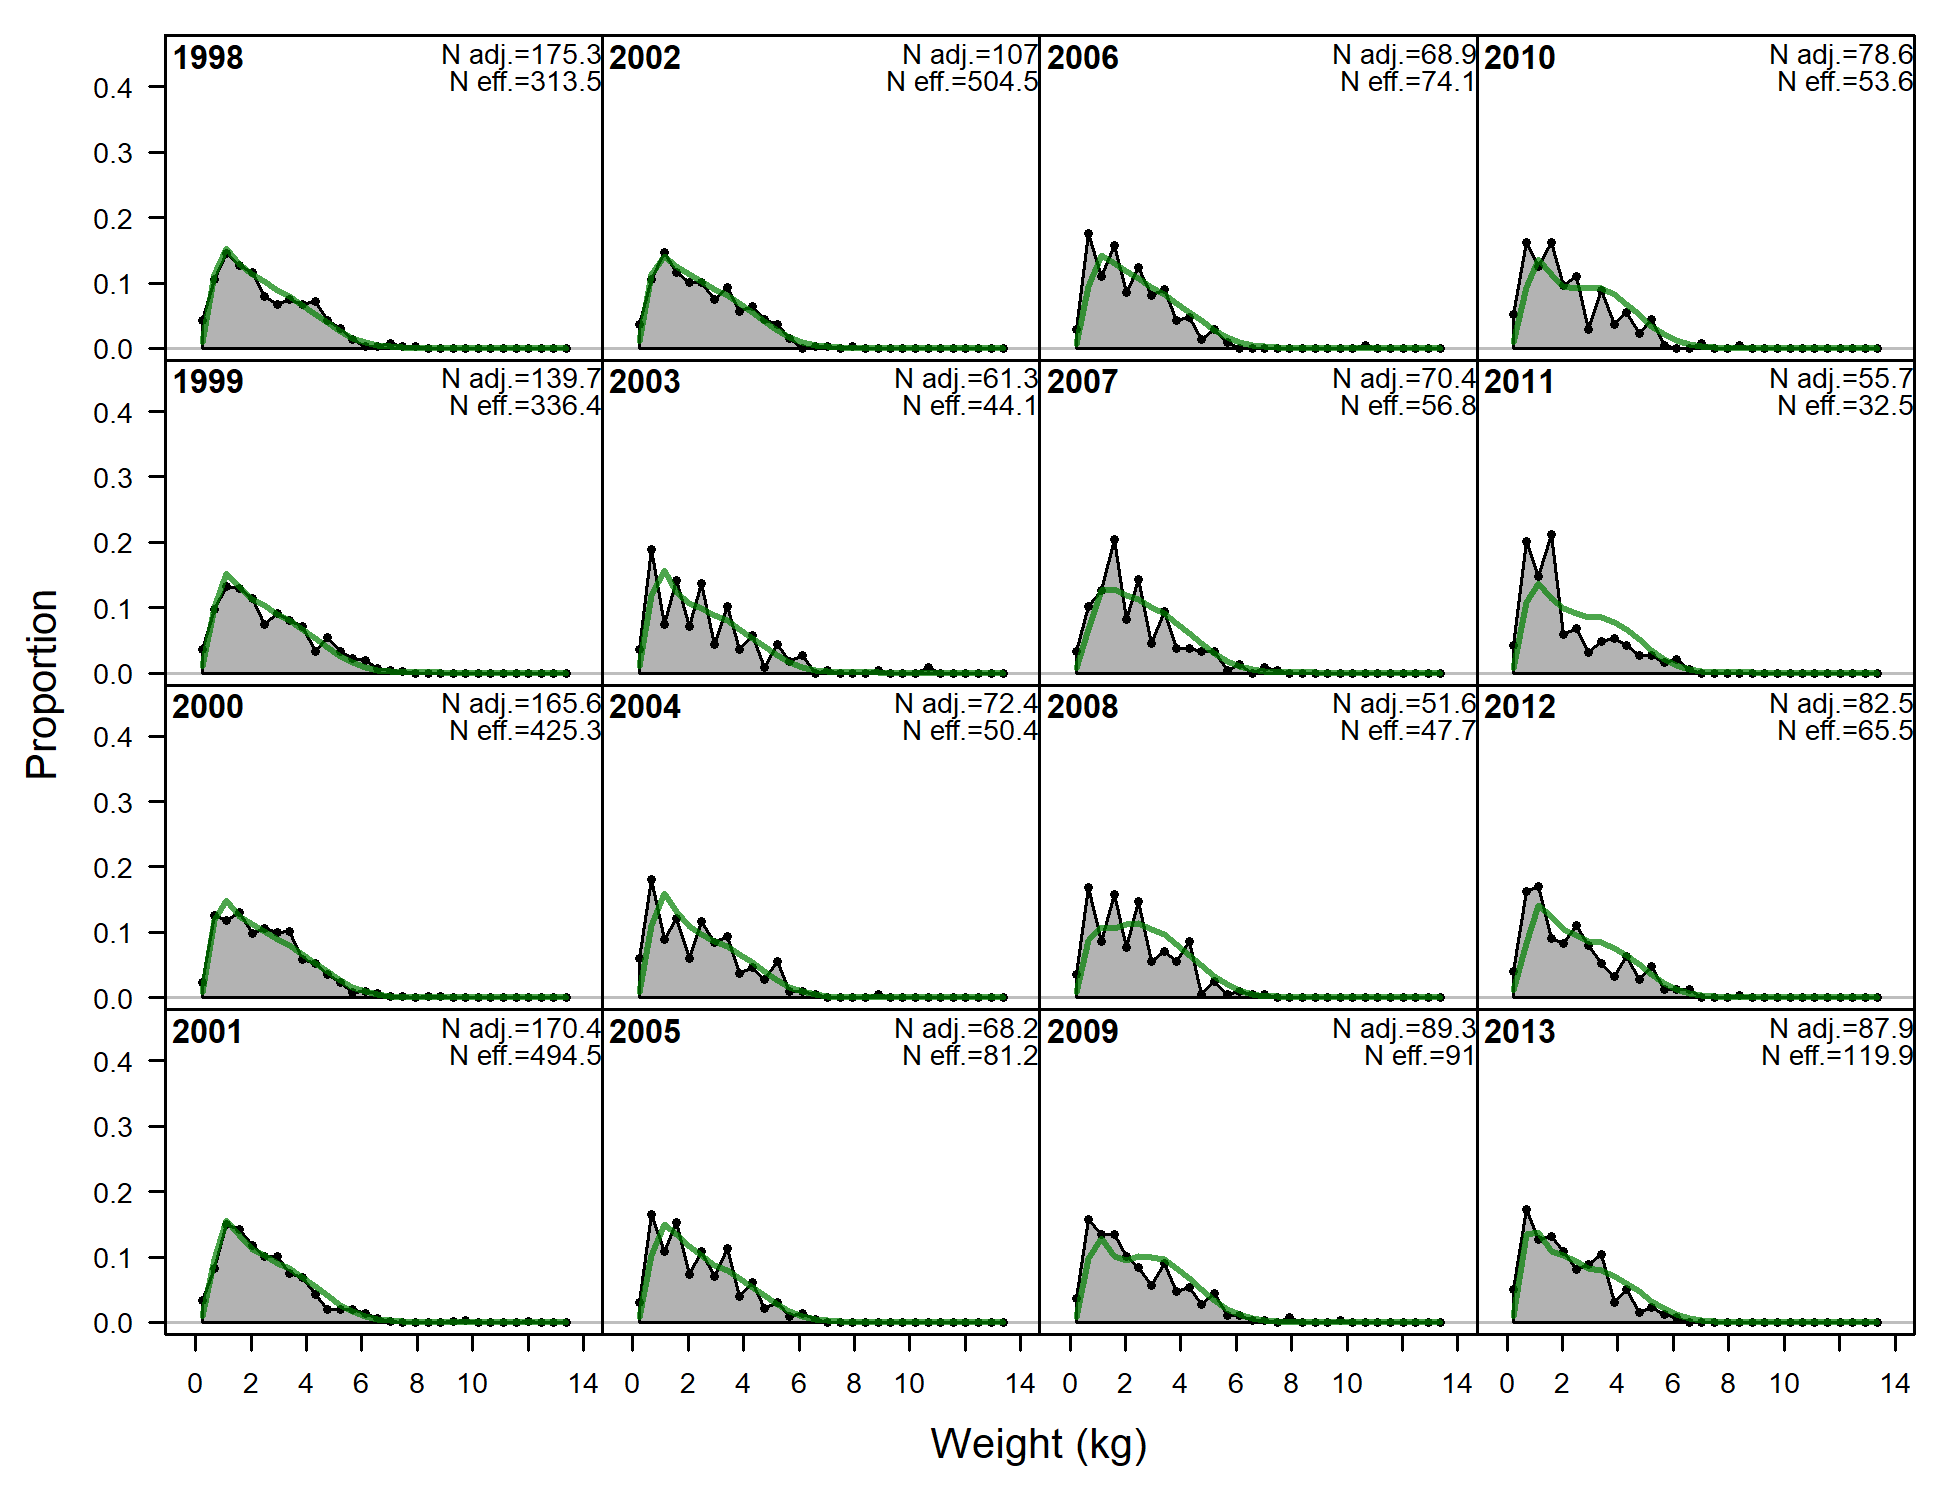 Proportion
1998
N adj.=175.3
N eff.=313.5
2002
N adj.=107
N eff.=504.5
2006
N adj.=68.9
N eff.=74.1
2010
N adj.=78.6
N eff.=53.6
0.4
0.3
0.2
0.1
0.0
1999
N adj.=139.7
N eff.=336.4
2003
N adj.=61.3
N eff.=44.1
2007
N adj.=70.4
N eff.=56.8
2011
N adj.=55.7
N eff.=32.5
0.4
0.3
0.2
0.1
0.0
2000
N adj.=165.6
N eff.=425.3
2004
N adj.=72.4
N eff.=50.4
2008
N adj.=51.6
N eff.=47.7
2012
N adj.=82.5
N eff.=65.5
0.4
0.3
0.2
0.1
0.0
2001
N adj.=170.4
N eff.=494.5
2005
N adj.=68.2
N eff.=81.2
2009
N adj.=89.3
N eff.=91
2013
N adj.=87.9
N eff.=119.9
0.4
0.3
0.2
0.1
0.0
0 2 4 6 8 10 14
0 2 4 6 8 10 14
0 2 4 6 8 10 14
0 2 4 6 8 10 14
Weight (kg)